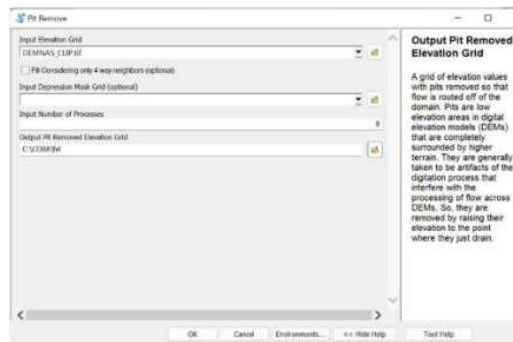 Pit Remove
Input Elevation Grid
DEMNAS_CLIP.tif
Fill Considering only 4 way neighbors (optional)
Input Depression Mask Grid (optional)
Input Number of Processes
8
Output Pit Removed Elevation Grid
Output Pit Removed
Elevation Grid
A grid of elevation values
with pits removed so that
flow is routed off of the
domain. Pits are low
elevation areas in digital
elevation models (DEMs)
that are completely
surrounded by higher
terrain. They are generally
taken to be artifacts of the
digitation process that
interfere with the
processing of flow across
DEMs. So, they are
removed by raising their
elevation to the point
where they just drain.
OK
Cancel
Environments...
<< Hide Help
Tool Help